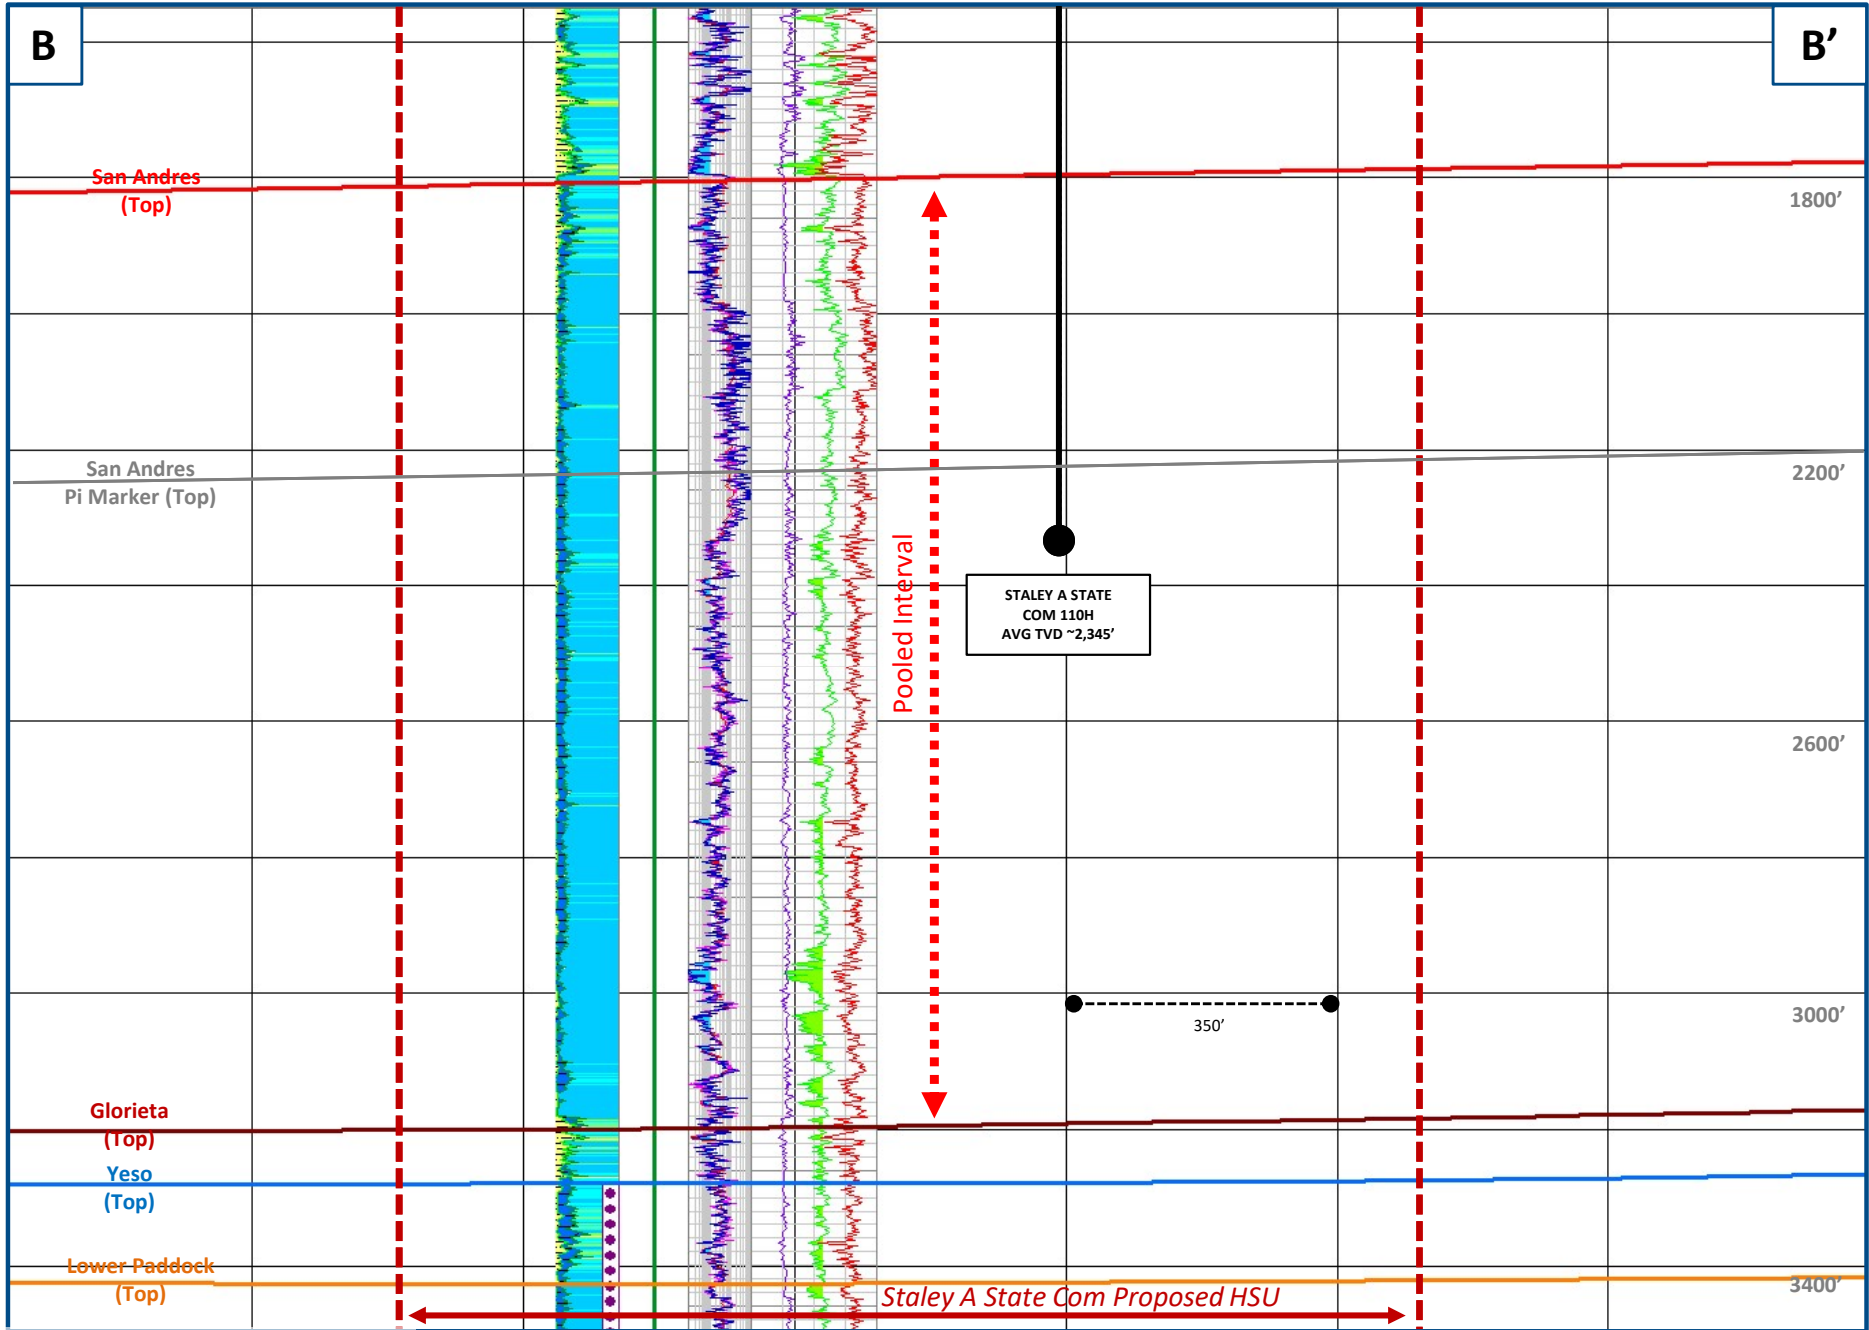 B
B’
San Andres
(Top)
1800’
San Andres
Pi Marker (Top)
2200’
Pooled Interval
STALEY A STATE
COM 110H
AVG TVD ~2,345’
2600’
3000’
350’
Glorieta
(Top)
Yeso
(Top)
Lower Paddock
(Top)
3400’
Staley A State Com Proposed HSU